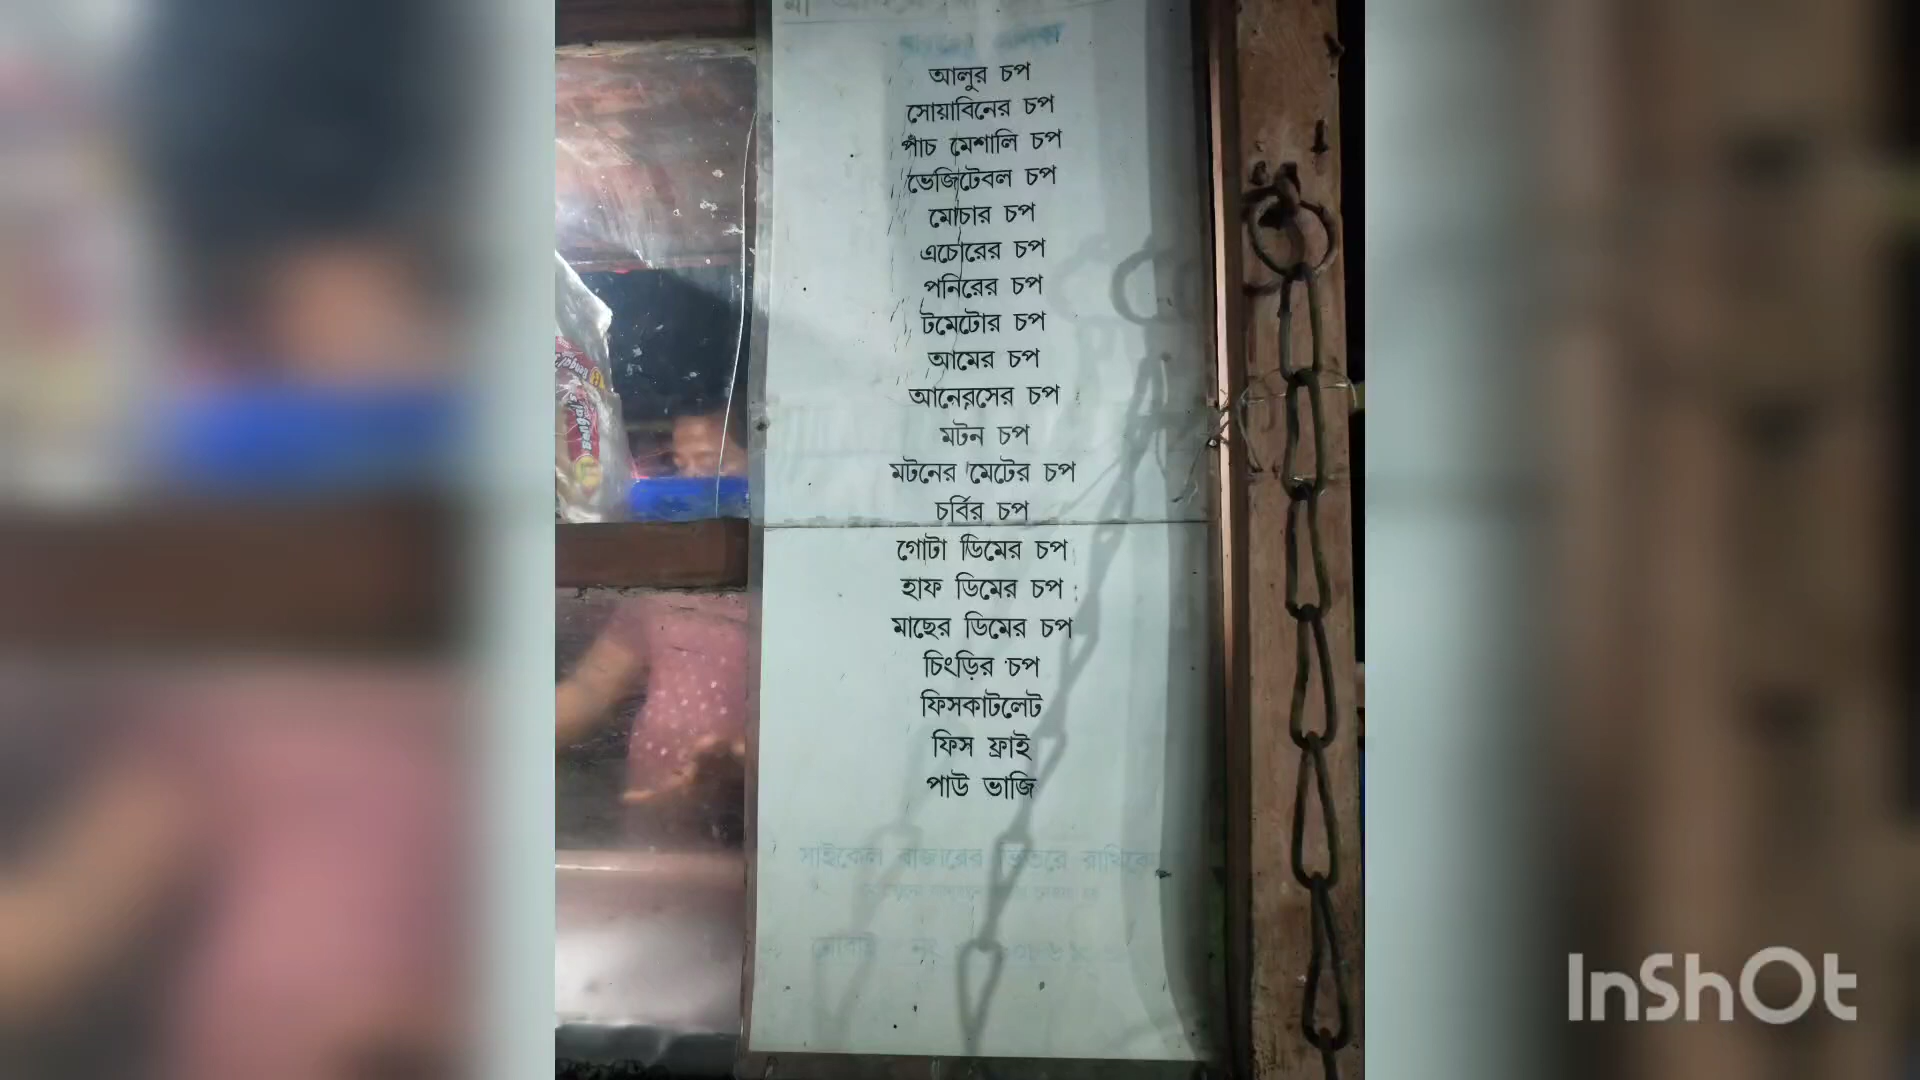 আলুর চপ
সোয়াবিনের চপ
পাঁচ মেশালি চপ
ভেজিটেবল চপ
মোচার চপ
এচোরের চপ
পনিরের চপ
টমেটোর চপ
আমের চপ
আনেরসের চপ
মটন চপ
মটনের মেটের চপ
চর্বির চপ
গোটা ডিমের চপ
হাফ ডিমের চপ
মাছের ডিমের চপ
চিংড়ির চপ
ফিসকাটলেট
ফিস ফ্রাই
পাউ ভাজি
সাইকেল বাজারের ভিতরে
InShOt